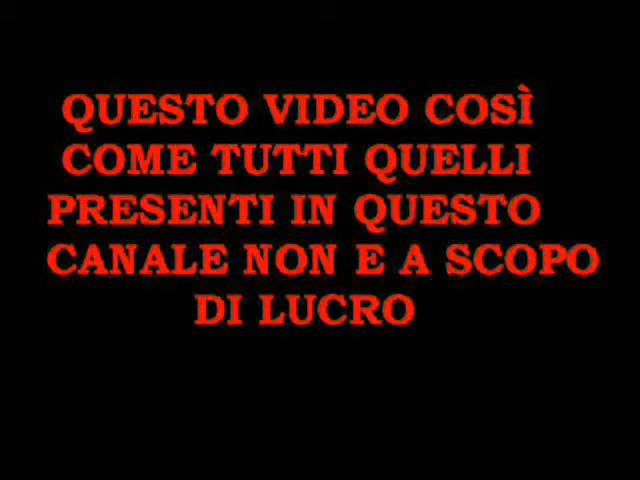 QUESTO VIDEO COSÌ
COME TUTTI QUELLI
PRESENTI IN QUESTO
CANALE NON E A SCOPO
DI LUCRO